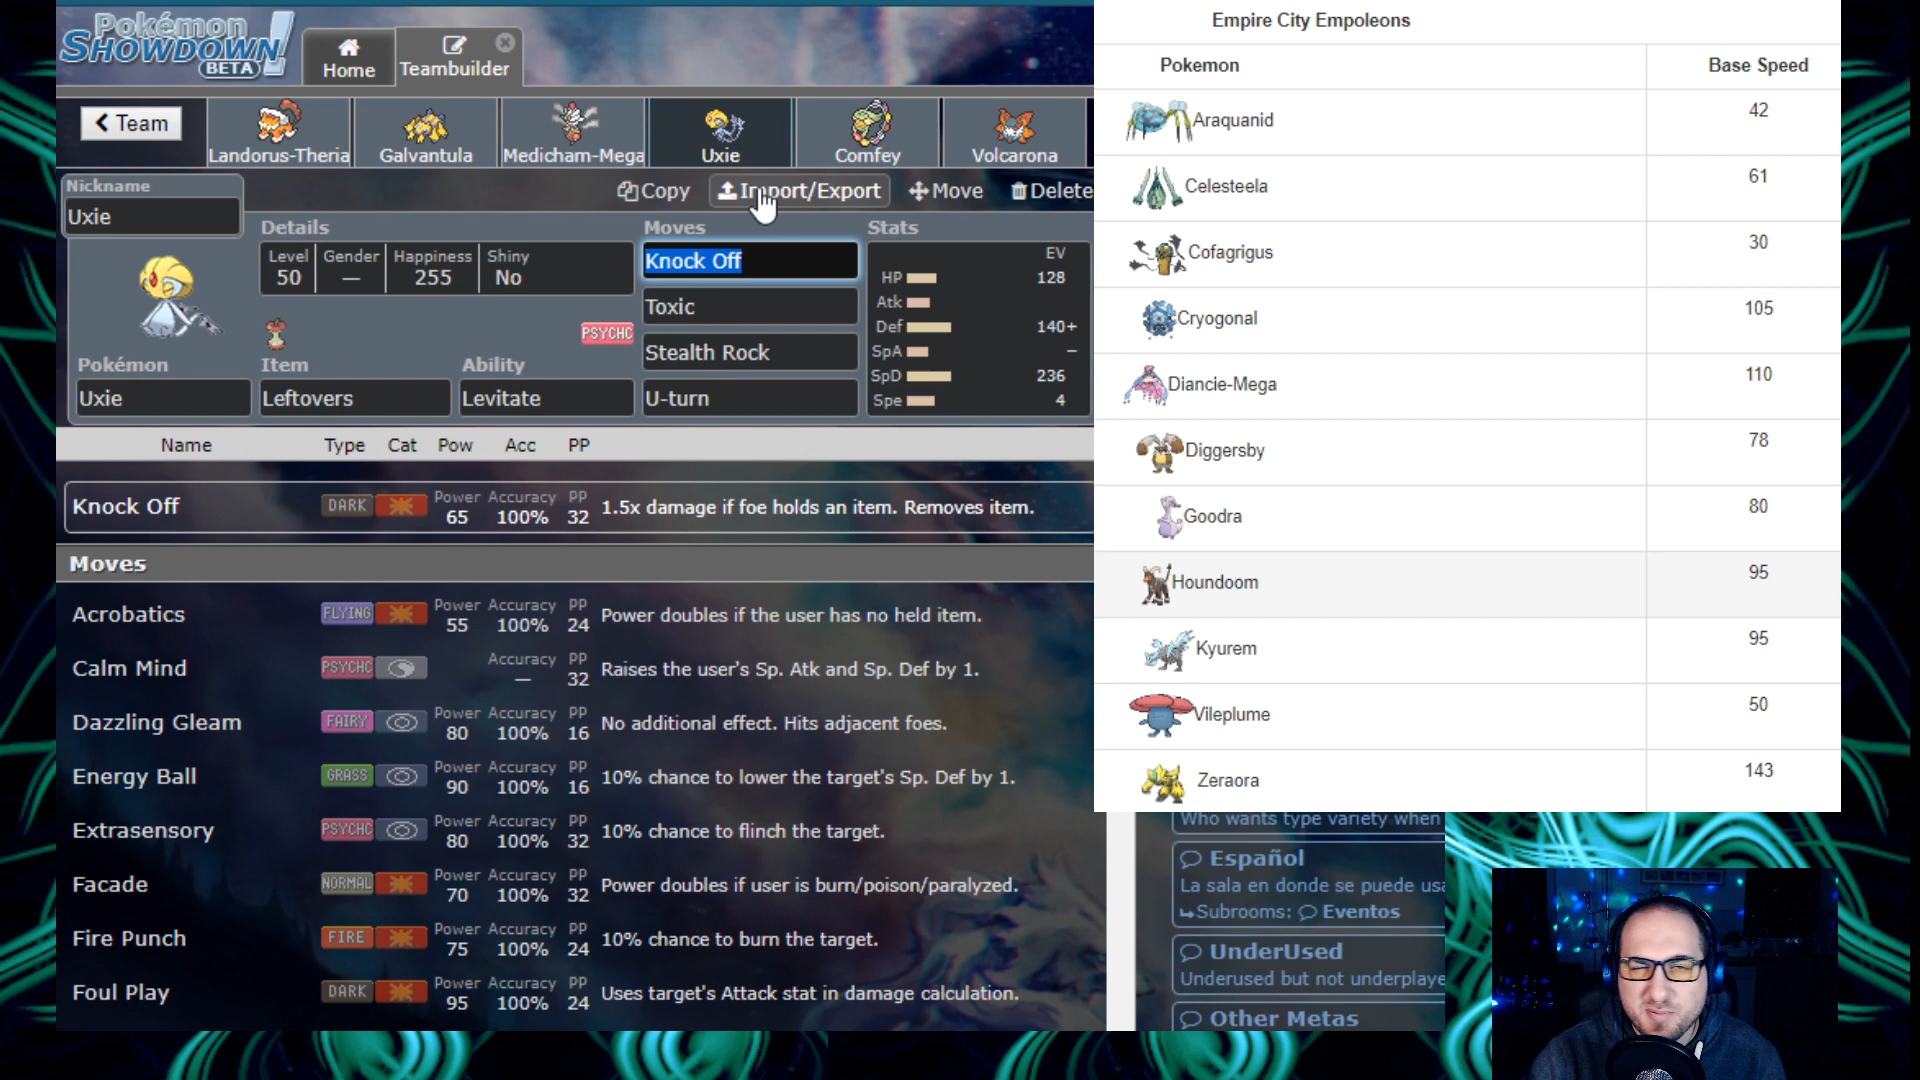 Pokémon
SHOWDOWN!
BETA
Home
Teambuilder
Team
Landorus-Theria
Galvantula
Medicham-Mega
Uxie
Comfey
Volcarona
Copy
Import/Export
Move
Delete
Nickname
Uxie
Details
Level
50
Gender
—
Happiness
255
Shiny
No
PSYCHC
Pokémon
Uxie
Item
Leftovers
Ability
Levitate
Moves
Knock Off
Toxic
Stealth Rock
U-turn
Stats
EV
HP 128
Atk
Def 140+
SpA –
SpD 236
Spe 4
Name Type Cat Pow Acc PP
Knock Off DARK Power 65 Accuracy 100% PP 32 1.5x damage if foe holds an item. Removes item.
Moves
Acrobatics FLYING Power 55 Accuracy 100% PP 24 Power doubles if the user has no held item.
Calm Mind PSYCHC Accuracy — PP 32 Raises the user's Sp. Atk and Sp. Def by 1.
Dazzling Gleam FAIRY Power 80 Accuracy 100% PP 16 No additional effect. Hits adjacent foes.
Energy Ball GRASS Power 90 Accuracy 100% PP 16 10% chance to lower the target's Sp. Def by 1.
Extrasensory PSYCHC Power 80 Accuracy 100% PP 32 10% chance to flinch the target.
Facade NORMAL Power 70 Accuracy 100% PP 32 Power doubles if user is burn/poison/paralyzed.
Fire Punch FIRE Power 75 Accuracy 100% PP 24 10% chance to burn the target.
Foul Play DARK Power 95 Accuracy 100% PP 24 Uses target's Attack stat in damage calculation.
Empire City Empoleons
Pokemon Base Speed
Araquanid 42
Celesteela 61
Cofagrigus 30
Cryogonal 105
Diancie-Mega 110
Diggersby 78
Goodra 80
Houndoom 95
Kyurem 95
Vileplume 50
Zeraora 143
Who wants type variety when
Español
La sala en donde se puede usa
Subrooms: Eventos
UnderUsed
Underused but not underplaye
Other Metas